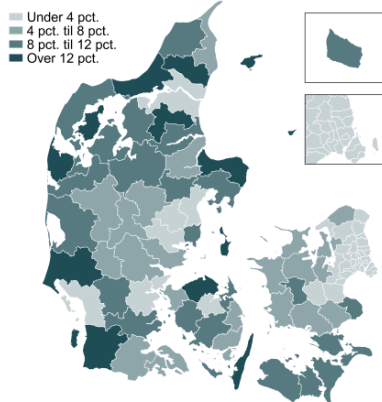 Under 4 pct.
4 pct. til 8 pct.
8 pct. til 12 pct.
Over 12 pct.